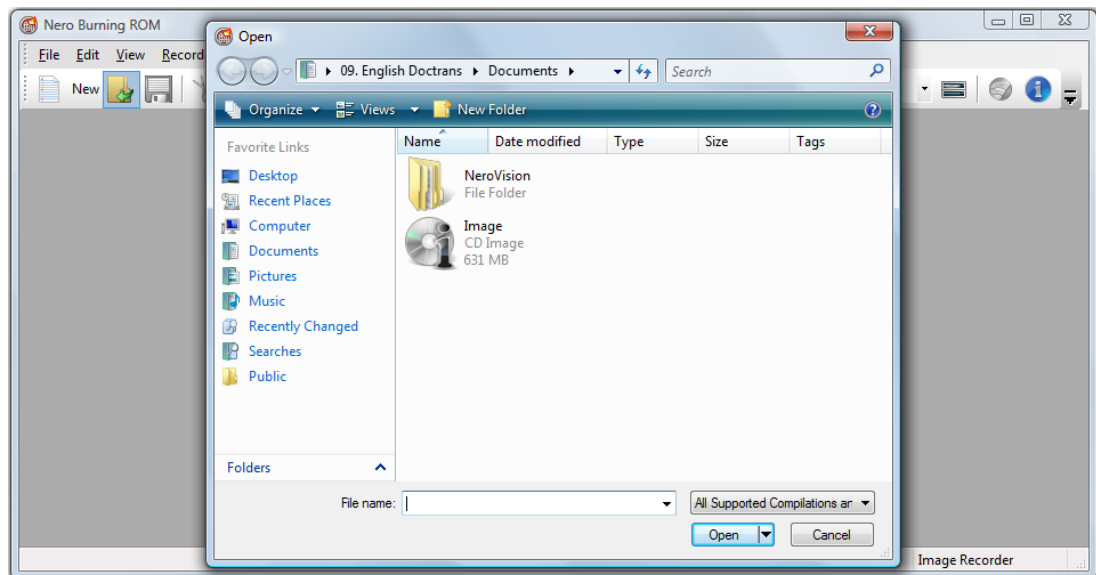 Nero Burning ROM
File Edit View Record
New
Open
09. English Doctrans Documents
Search
Organize Views New Folder
Favorite Links
Desktop
Recent Places
Computer
Documents
Pictures
Music
Recently Changed
Searches
Public
Folders
Name Date modified Type Size Tags
NeroVision
File Folder
Image
CD Image
631 MB
File name:
All Supported Compilations ar
Open Cancel
Image Recorder